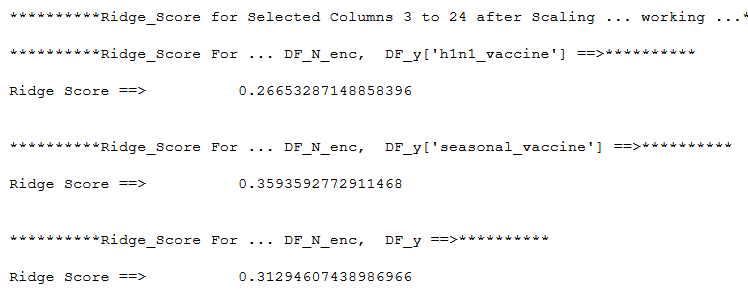 **********Ridge_Score for Selected Columns 3 to 24 after Scaling ... working ...*
**********Ridge_Score For ... DF_N_enc,  DF_y['h1n1_vaccine'] ==>**********
Ridge Score ==>          0.26653287148858396
**********Ridge_Score For ... DF_N_enc,  DF_y['seasonal_vaccine'] ==>**********
Ridge Score ==>          0.3593592772911468
**********Ridge_Score For ... DF_N_enc,  DF_y ==>**********
Ridge Score ==>          0.31294607438986966